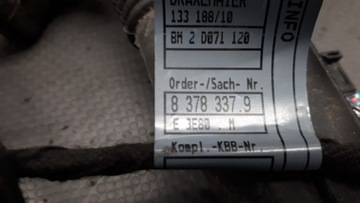 DRAXLMAIER
133 188/10
BM 2 D071 120
INFO
Order-/Sach- Nr.
8 378 337.9
E 3E80 . M
Kompl.-KBB-Nr.